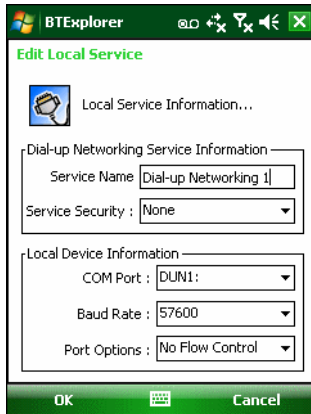 BTExplorer
Edit Local Service
Local Service Information...
Dial-up Networking Service Information
Service Name Dial-up Networking 1
Service Security : None
Local Device Information
COM Port : DUN1:
Baud Rate : 57600
Port Options : No Flow Control
OK Cancel